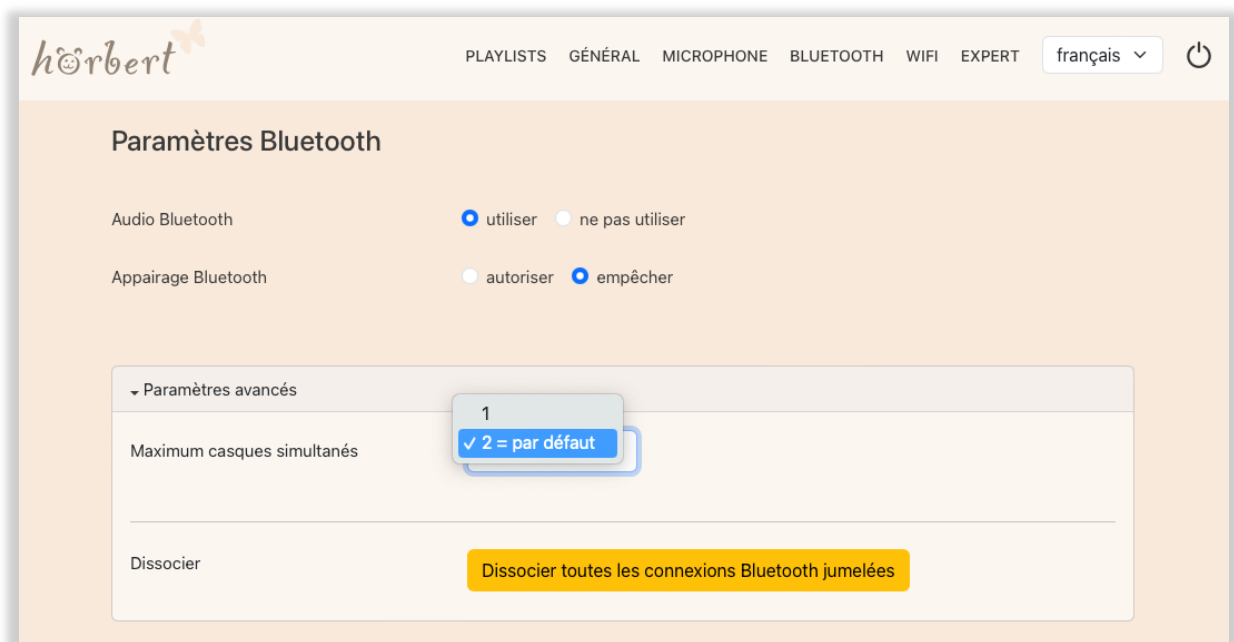 hörbert PLAYLISTS GÉNÉRAL MICROPHONE BLUETOOTH WIFI EXPERT français
Paramètres Bluetooth
Audio Bluetooth utiliser ne pas utiliser
Appairage Bluetooth autoriser empêcher
Paramètres avancés
1
✓ 2 = par défaut
Maximum casques simultanés
Dissocier Dissocier toutes les connexions Bluetooth jumelées